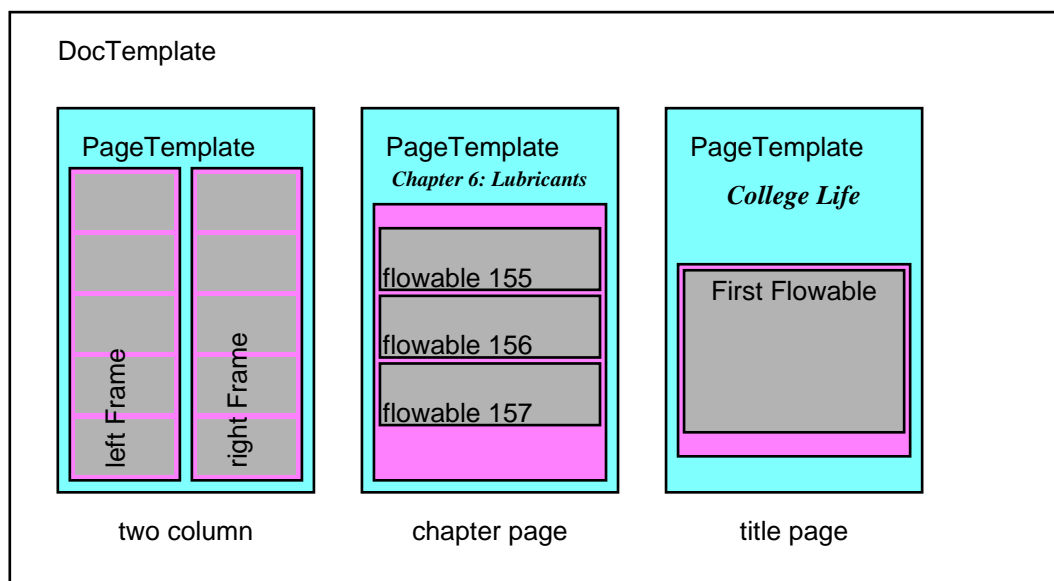 DocTemplate
PageTemplate
left Frame
right Frame
two column
PageTemplate
Chapter 6: Lubricants
flowable 155
flowable 156
flowable 157
chapter page
PageTemplate
College Life
First Flowable
title page